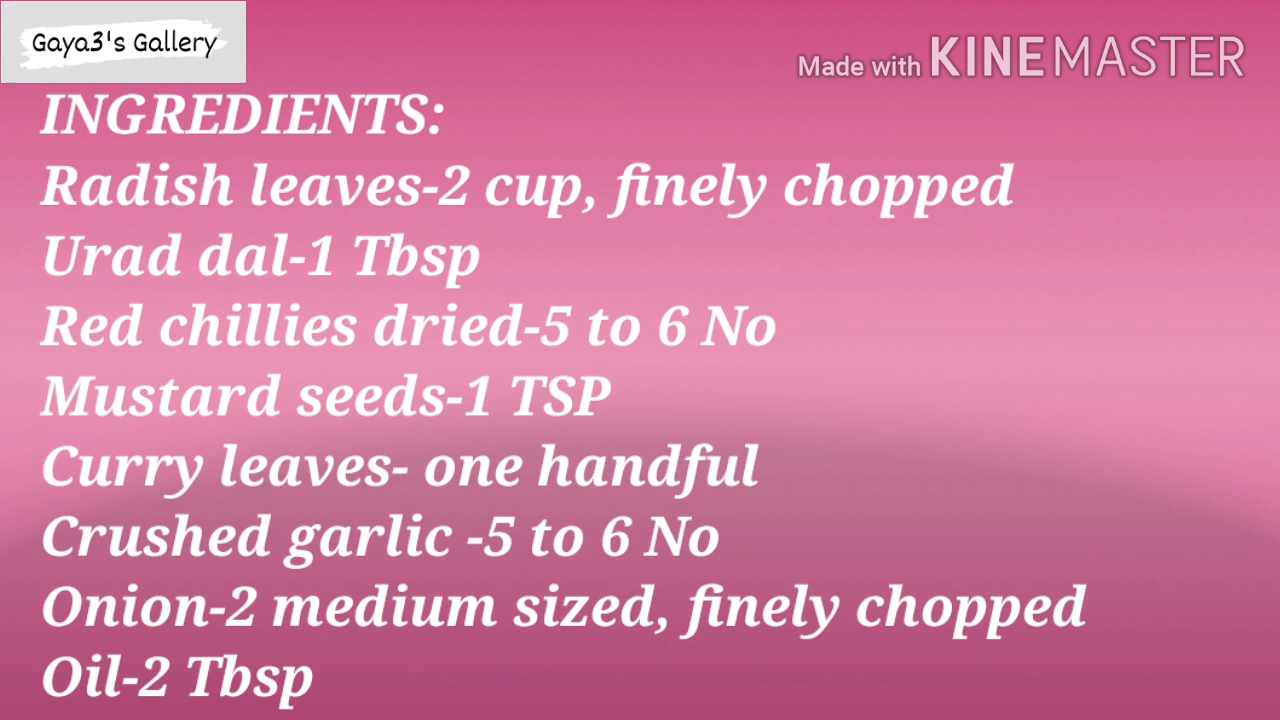 Gaya3's Gallery
Made with KINEMASTER
INGREDIENTS:
Radish leaves-2 cup, finely chopped
Urad dal-1 Tbsp
Red chillies dried-5 to 6 No
Mustard seeds-1 TSP
Curry leaves- one handful
Crushed garlic -5 to 6 No
Onion-2 medium sized, finely chopped
Oil-2 Tbsp